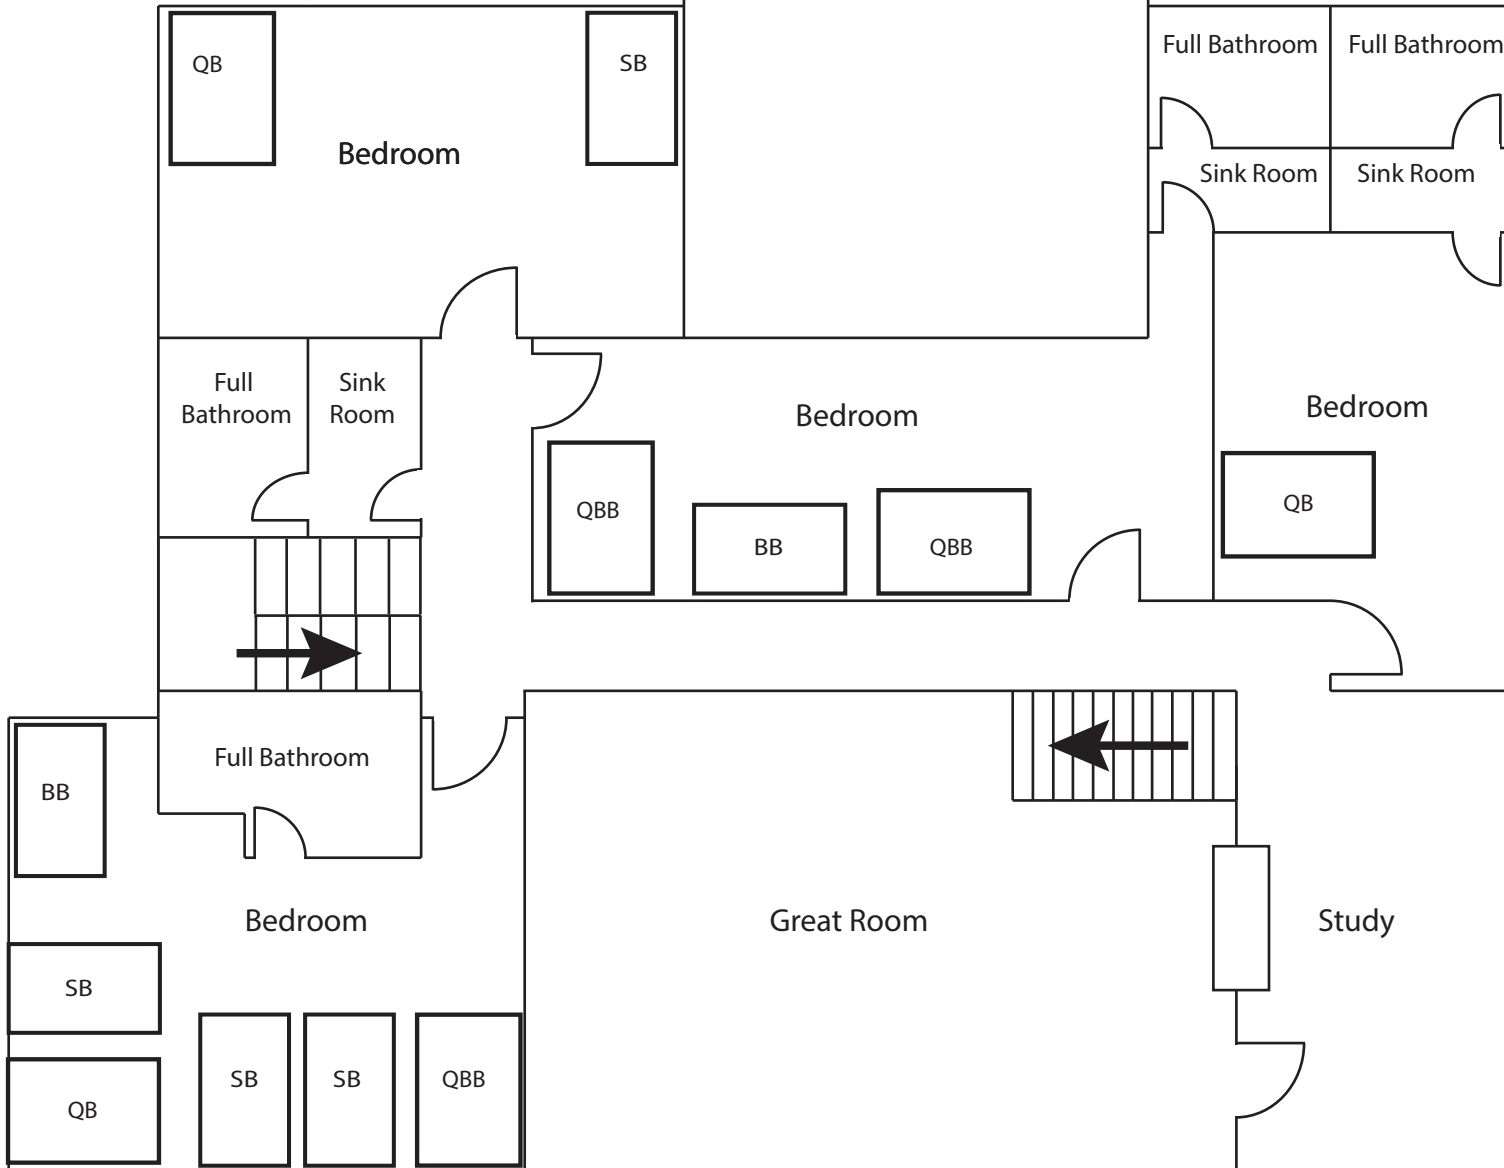 QB
SB
Full Bathroom
Full Bathroom
Bedroom
Sink Room
Sink Room
Full
Bathroom
Sink
Room
Bedroom
Bedroom
QBB
BB
QBB
QB
Full Bathroom
BB
Bedroom
Great Room
Study
SB
SB
SB
QBB
QB